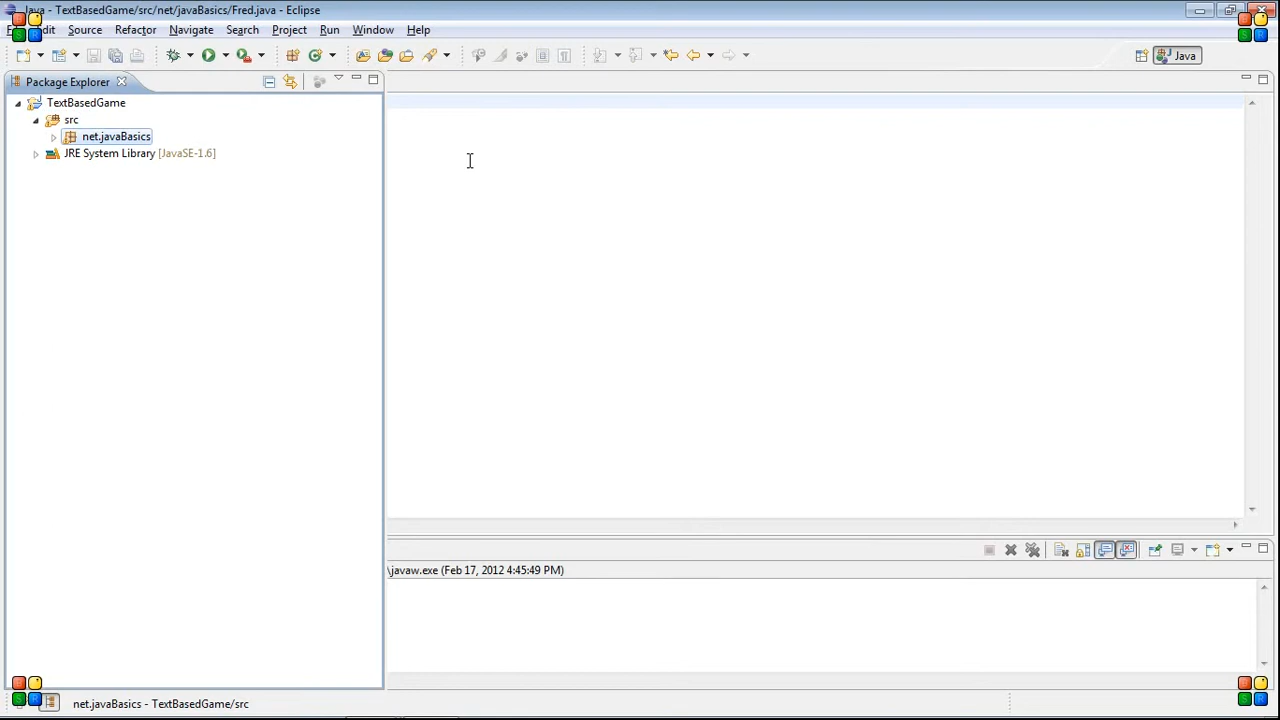 Java - TextBasedGame/src/net/javaBasics/Fred.java - Eclipse
Source Refactor Navigate Search Project Run Window Help
Java
Package Explorer
TextBasedGame
src
net.javaBasics
JRE System Library [JavaSE-1.6]
\javaw.exe (Feb 17, 2012 4:45:49 PM)
net.javaBasics - TextBasedGame/src